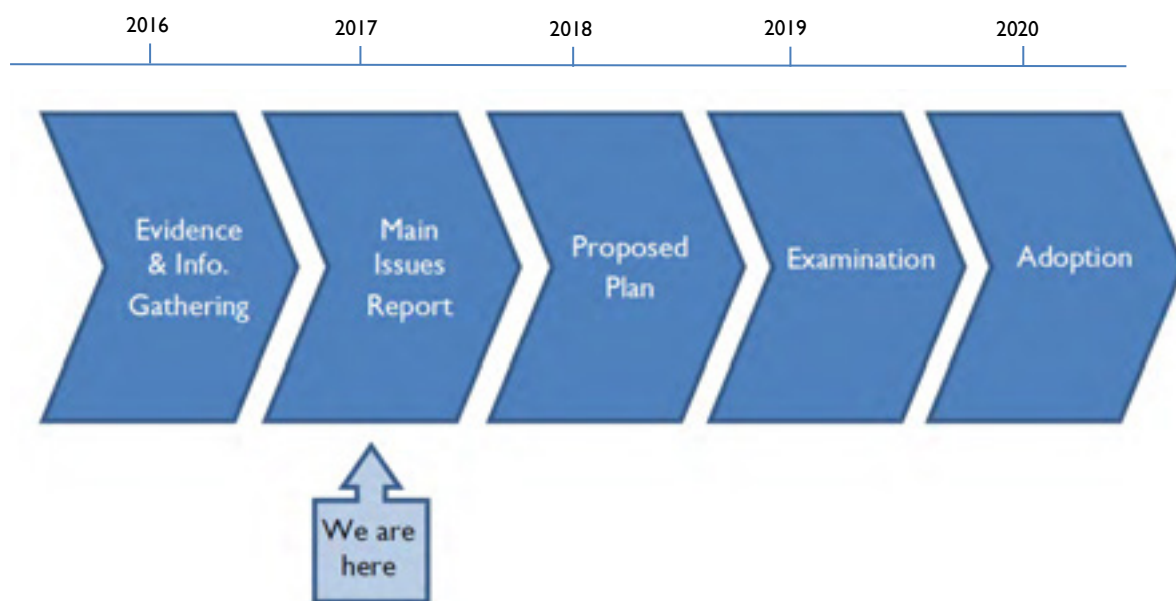 2016 2017 2018 2019 2020
Evidence
& Info.
Gathering
Main
Issues
Report
Proposed
Plan
Examination
Adoption
We are
here